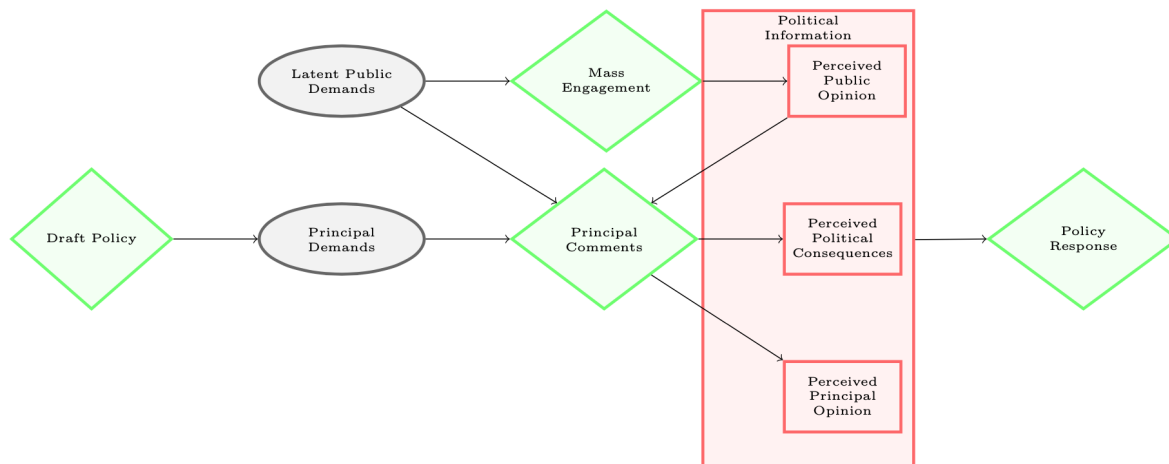 Political
Information
Latent Public
Demands
Mass
Engagement
Perceived
Public
Opinion
Draft Policy
Principal
Demands
Principal
Comments
Perceived
Political
Consequences
Policy
Response
Perceived
Principal
Opinion